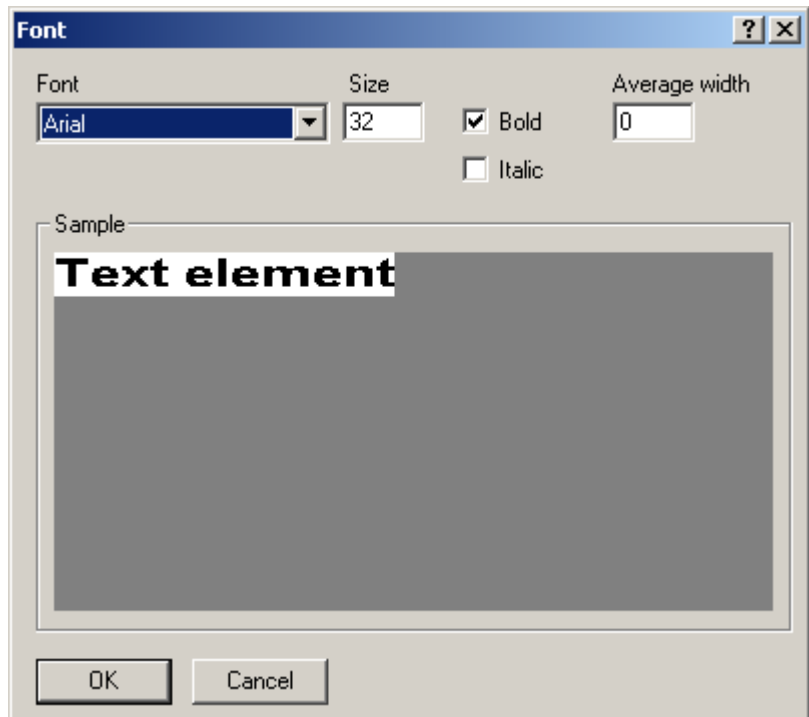 Font
Font Size Average width
Arial 32 Bold 0
Italic
Sample
Text element
OK Cancel